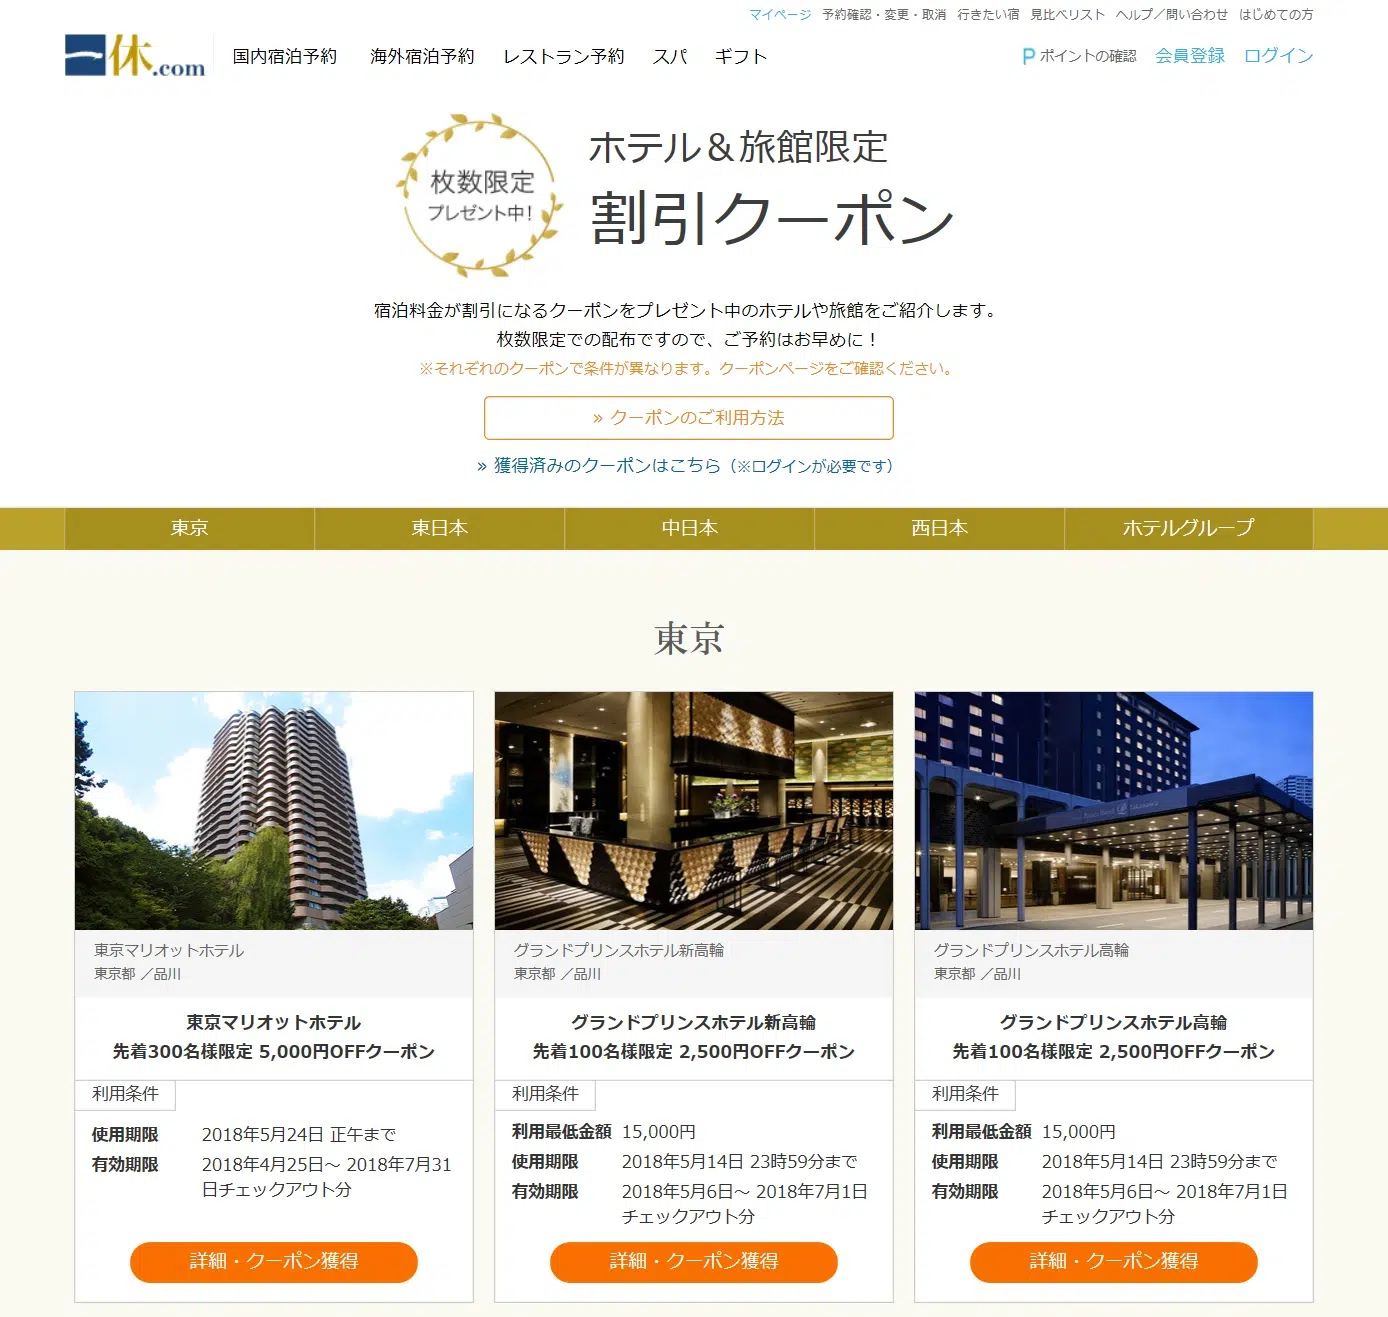 マイページ 予約確認・変更・取消 行きたい宿 見比ベリスト ヘルプ／問い合わせ はじめての方
一休.com 国内宿泊予約 海外宿泊予約 レストラン予約 スパ ギフト Pポイントの確認 会員登録 ログイン
枚数限定
プレゼント中！
ホテル＆旅館限定
割引クーポン
宿泊料金が割引になるクーポンをプレゼント中のホテルや旅館をご紹介します。
枚数限定での配布ですので、ご予約はお早めに！
※それぞれのクーポンで条件が異なります。クーポンページをご確認ください。
» クーポンのご利用方法
» 獲得済みのクーポンはこちら（※ログインが必要です）
東京 東日本 中日本 西日本 ホテルグループ
東京
東京マリオットホテル
東京都 ／品川
東京マリオットホテル
先着300名様限定 5,000円OFFクーポン
利用条件
使用期限 2018年5月24日 正午まで
有効期限 2018年4月25日～ 2018年7月31
日チェックアウト分
詳細・クーポン獲得
グランドプリンスホテル新高輪
東京都 ／品川
グランドプリンスホテル新高輪
先着100名様限定 2,500円OFFクーポン
利用条件
利用最低金額 15,000円
使用期限 2018年5月14日 23時59分まで
有効期限 2018年5月6日～ 2018年7月1日
チェックアウト分
詳細・クーポン獲得
グランドプリンスホテル高輪
東京都 ／品川
グランドプリンスホテル高輪
先着100名様限定 2,500円OFFクーポン
利用条件
利用最低金額 15,000円
使用期限 2018年5月14日 23時59分まで
有効期限 2018年5月6日～ 2018年7月1日
チェックアウト分
詳細・クーポン獲得